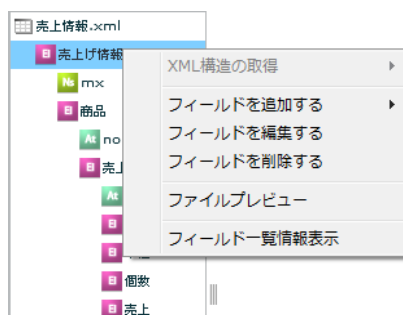 売上情報.xml
売上げ情報
XML構造の取得
Ns mx
フィールドを追加する
E 商品
フィールドを編集する
At no
フィールドを削除する
E 売上
At
ファイルプレビュー
E
フィールド一覧情報表示
E
E 個数
E 売上